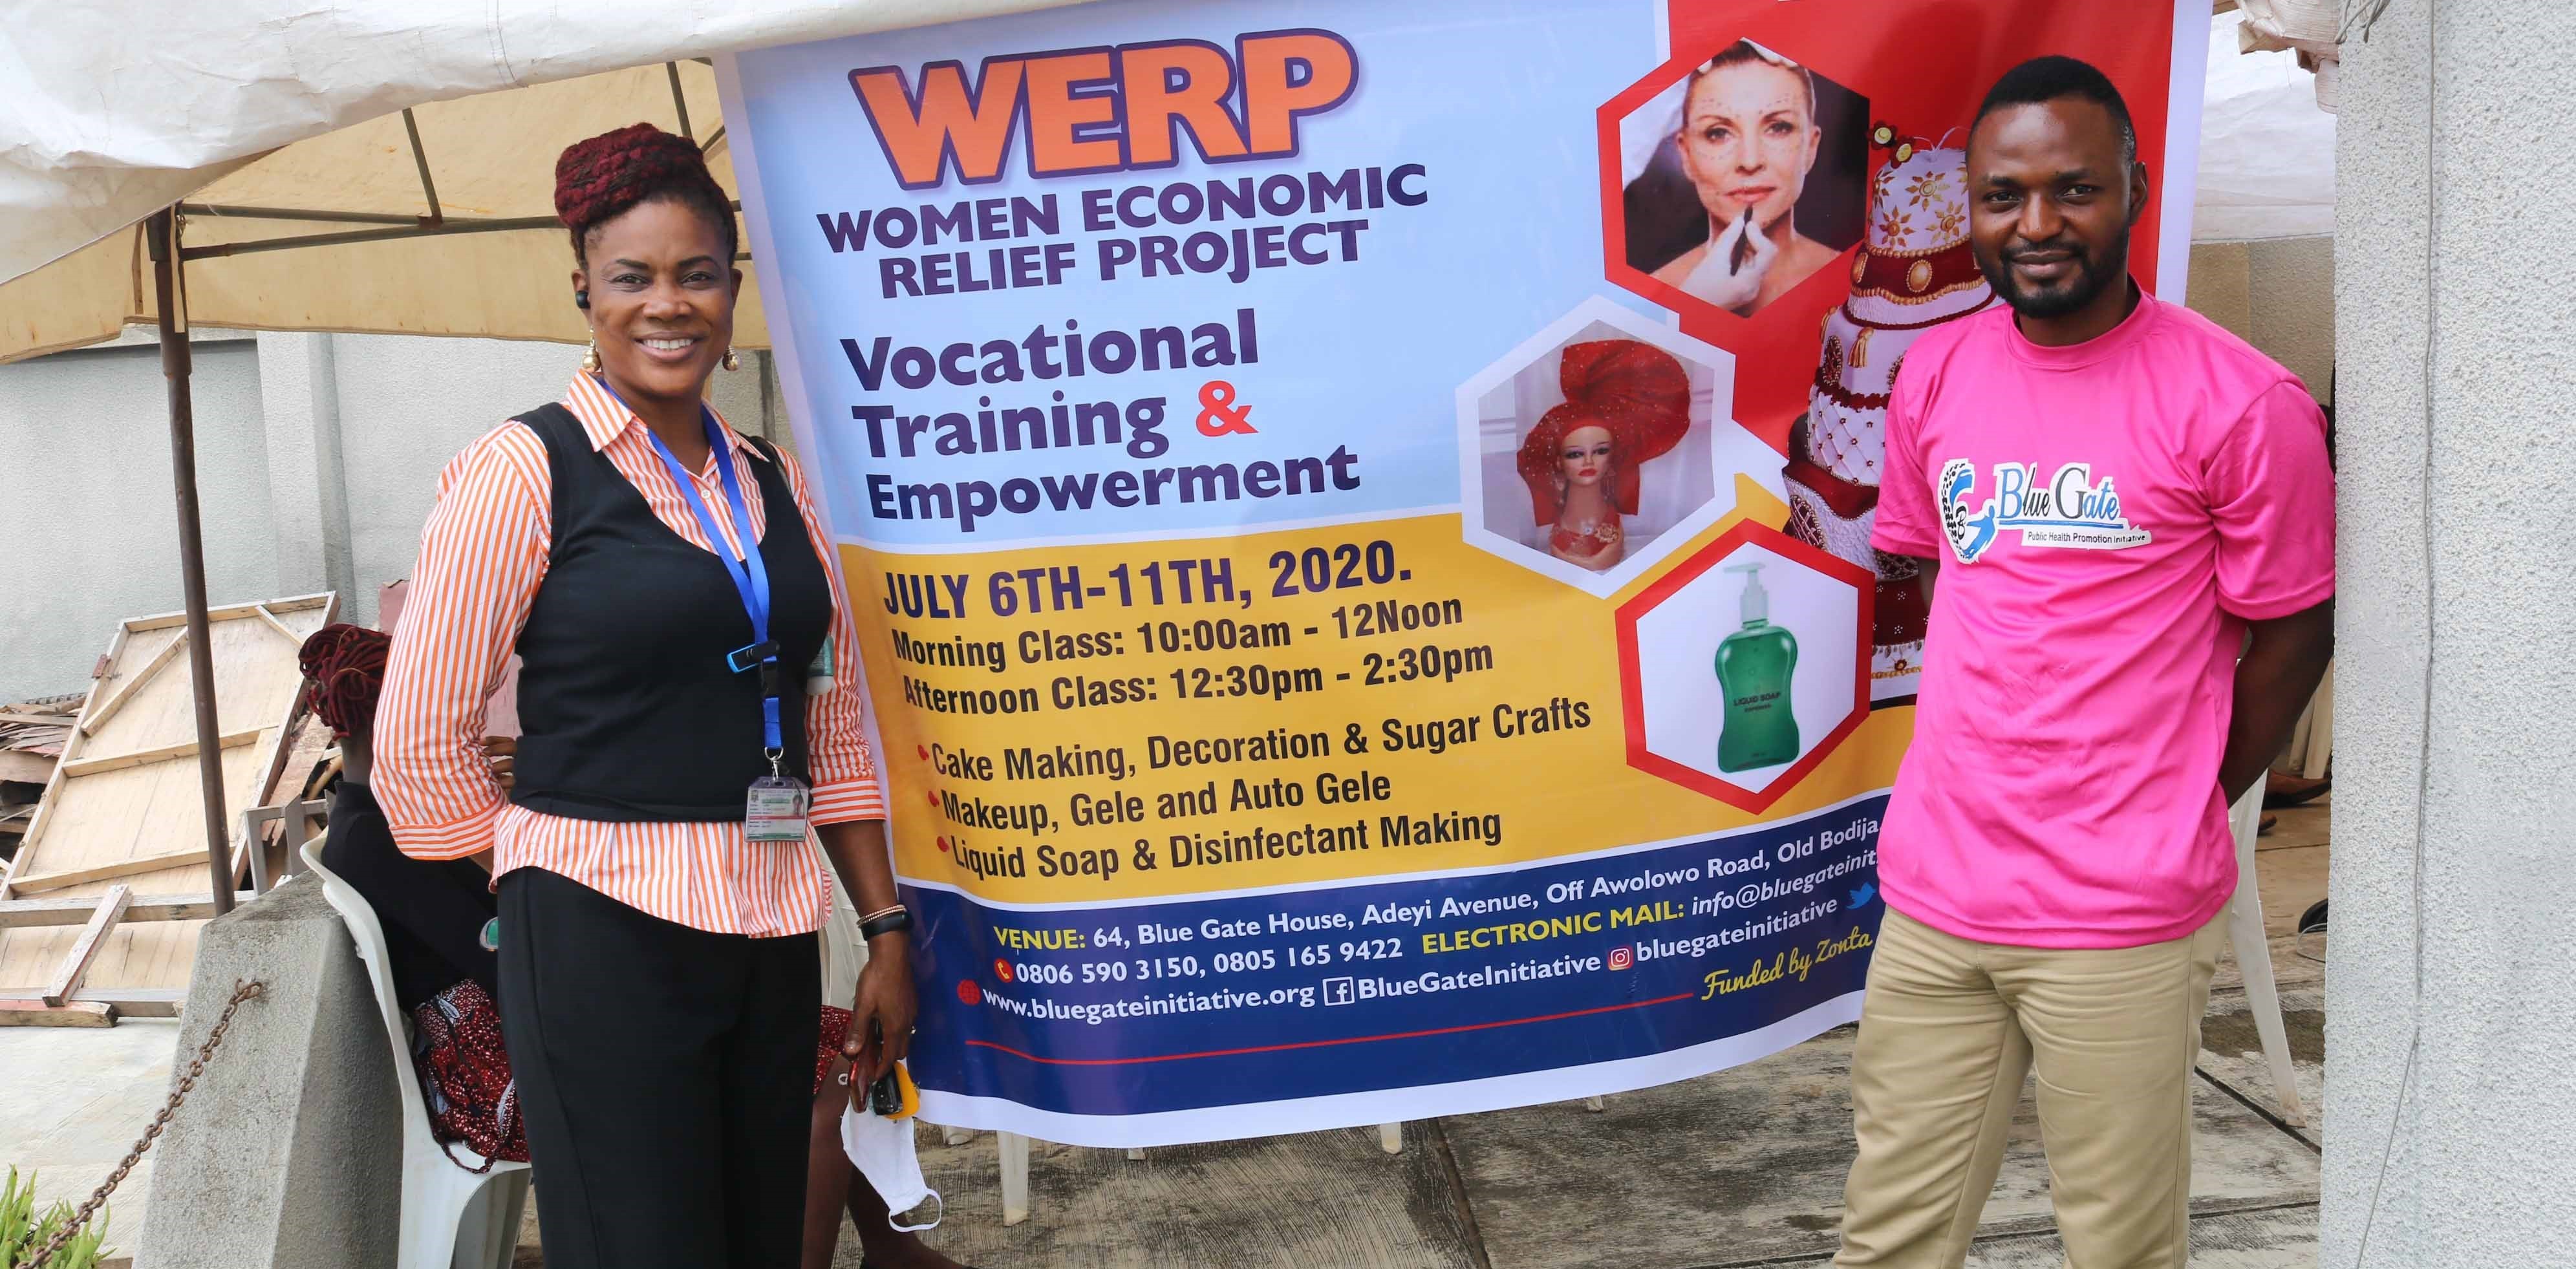 WERP
WOMEN ECONOMIC
RELIEF PROJECT
Vocational
Training &
Empowerment
JULY 6TH-11TH, 2020.
Morning Class: 10:00am - 12Noon
Afternoon Class: 12:30pm - 2:30pm
Cake Making, Decoration & Sugar Crafts
Makeup, Gele and Auto Gele
Liquid Soap & Disinfectant Making
VENUE: 64, Blue Gate House, Adeyi Avenue, Off Awolowo Road, Old Bodija
0806 590 3150, 0805 165 9422 ELECTRONIC MAIL: info@bluegateinit
www.bluegateinitiative.org BlueGateInitiative bluegateinitiative
Funded by Zonta
LIQUID SOAP
Blue Gate
Public Health Promotion Initiative